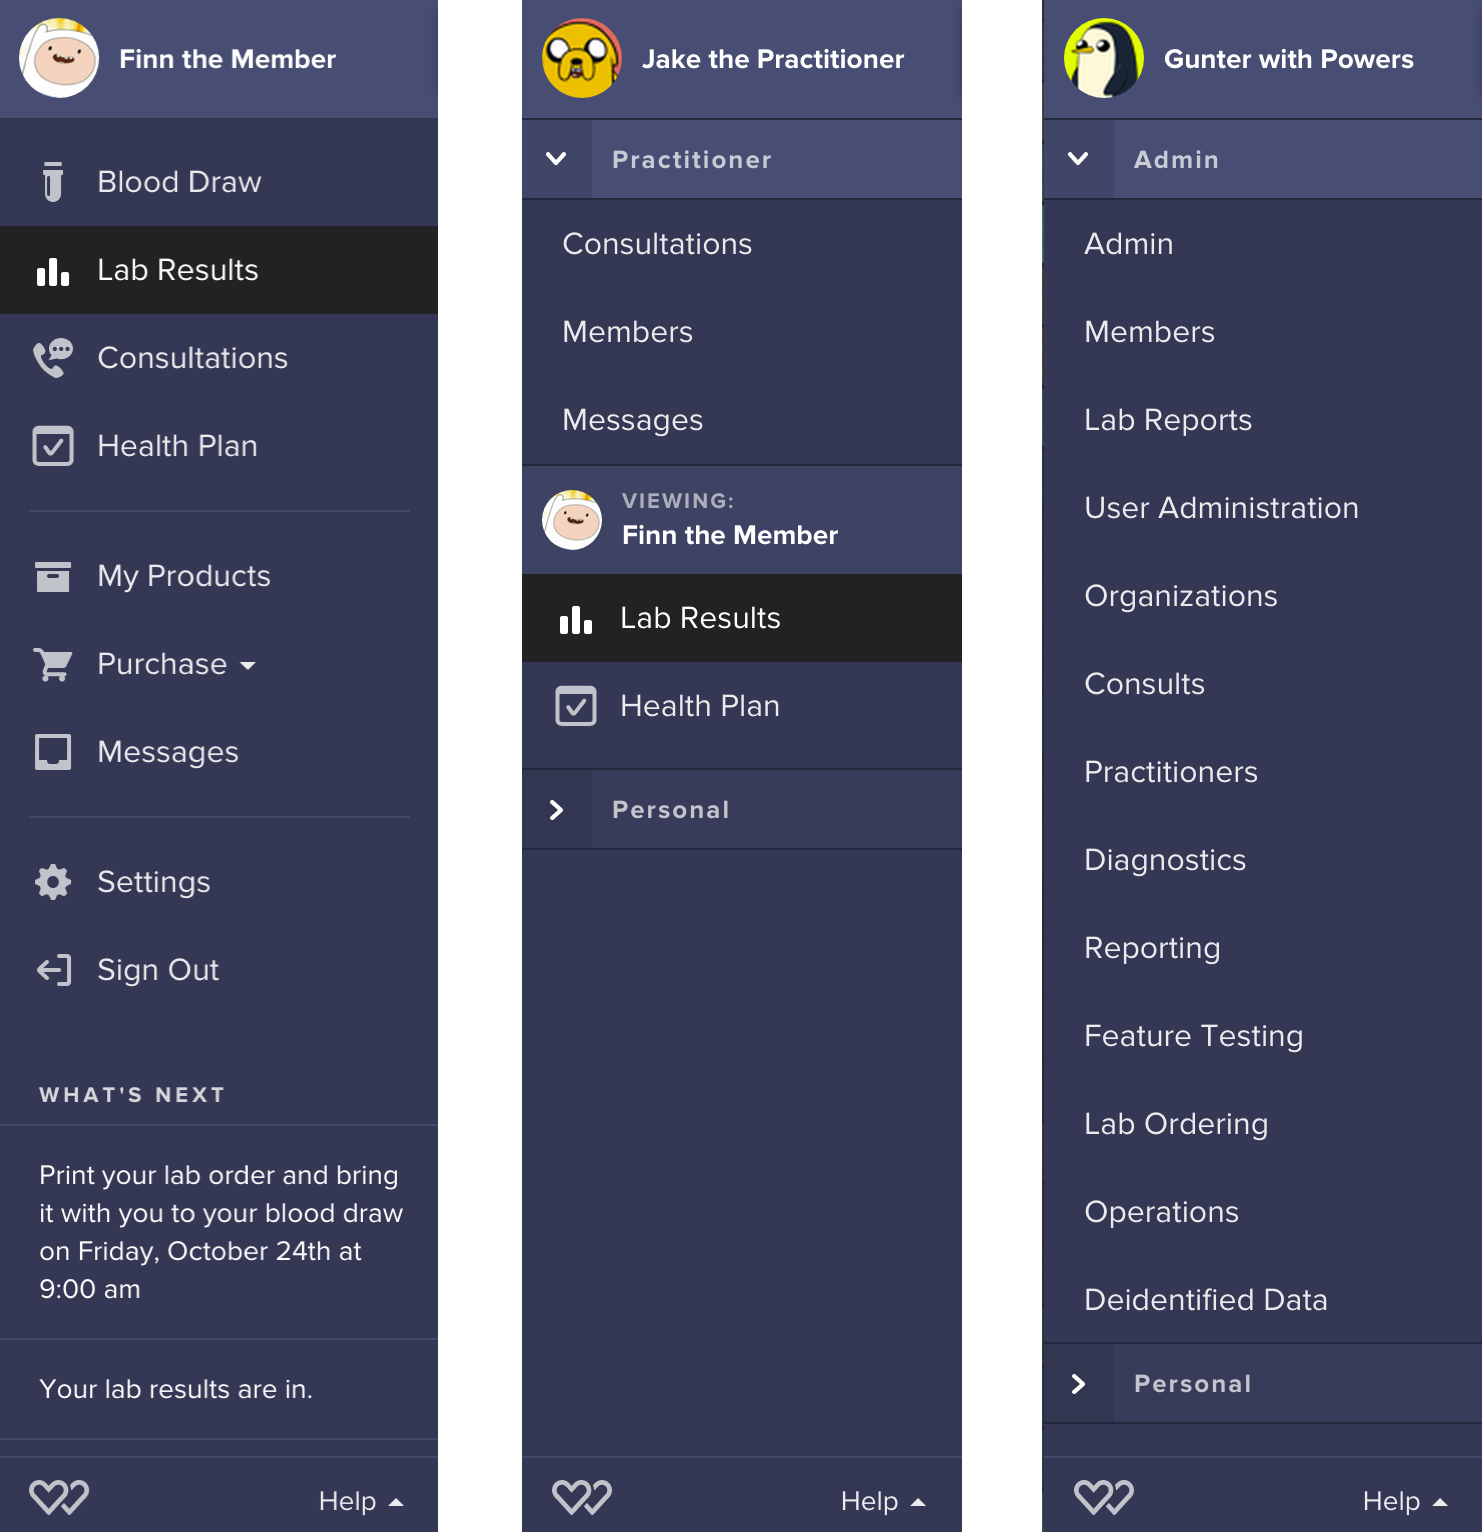 Finn the Member
Blood Draw
Lab Results
Consultations
Health Plan
My Products
Purchase
Messages
Settings
Sign Out
WHAT'S NEXT
Print your lab order and bring
it with you to your blood draw
on Friday, October 24th at
9:00 am
Your lab results are in.
Help
Jake the Practitioner
Practitioner
Consultations
Members
Messages
VIEWING:
Finn the Member
Lab Results
Health Plan
Personal
Help
Gunter with Powers
Admin
Admin
Members
Lab Reports
User Administration
Organizations
Consults
Practitioners
Diagnostics
Reporting
Feature Testing
Lab Ordering
Operations
Deidentified Data
Personal
Help